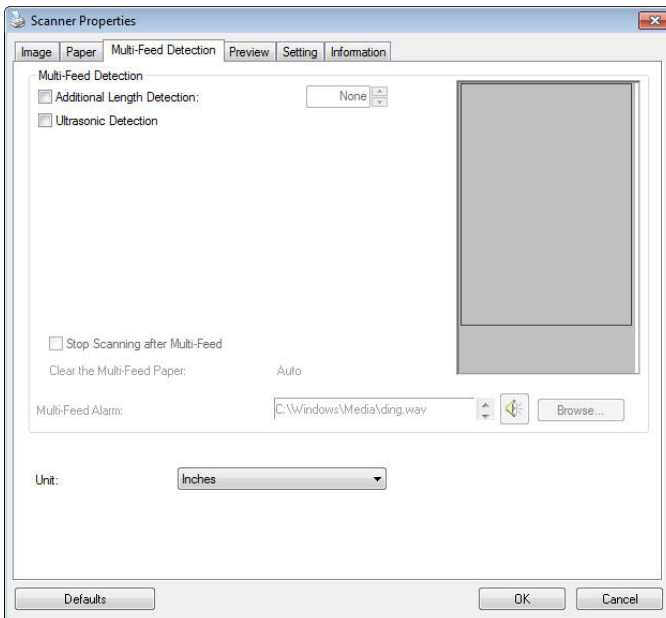 Scanner Properties
Image Paper Multi-Feed Detection Preview Setting Information
Multi-Feed Detection
Additional Length Detection: None
Ultrasonic Detection
Stop Scanning after Multi-Feed
Clear the Multi-Feed Paper: Auto
Multi-Feed Alarm: C:\Windows\Media\ding.wav Browse...
Unit: Inches
Defaults OK Cancel